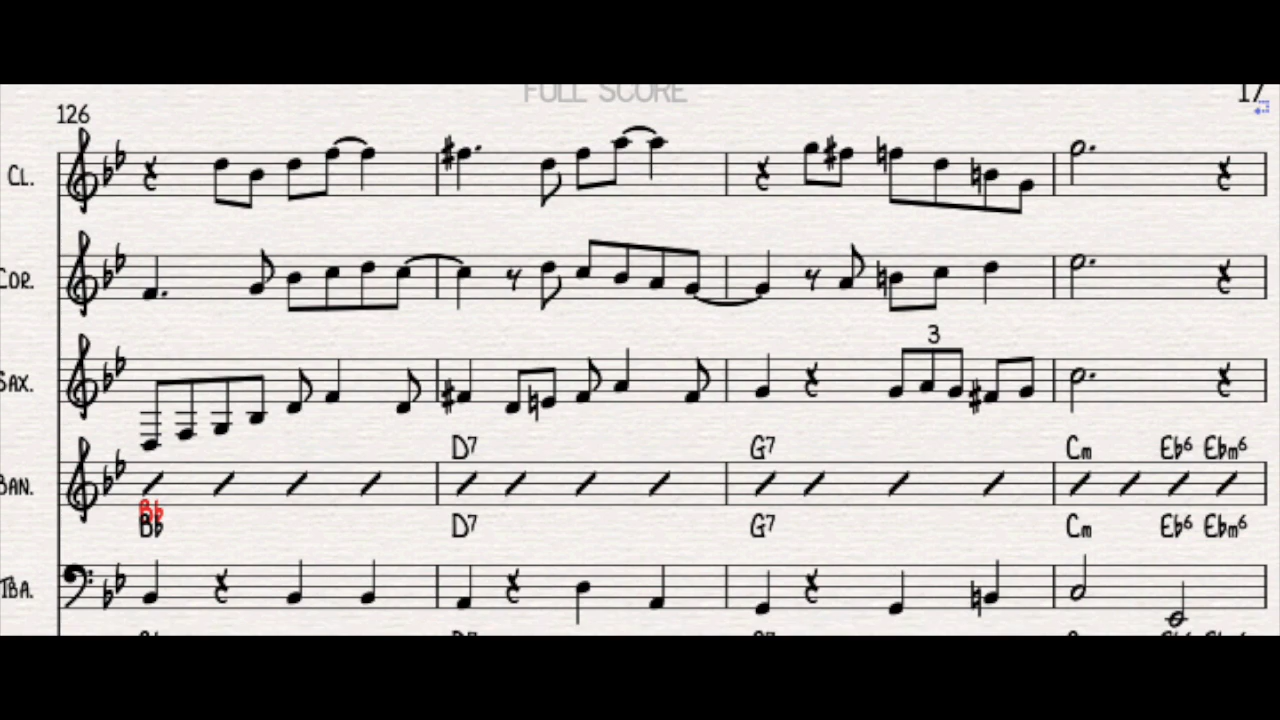 FULL SCORE
17
126
CL.
COR.
3
SAX.
D7 G7 Cm Eb6 Ebm6
BAN.
Bb
Bb D7 G7 Cm Eb6 Ebm6
TBA.